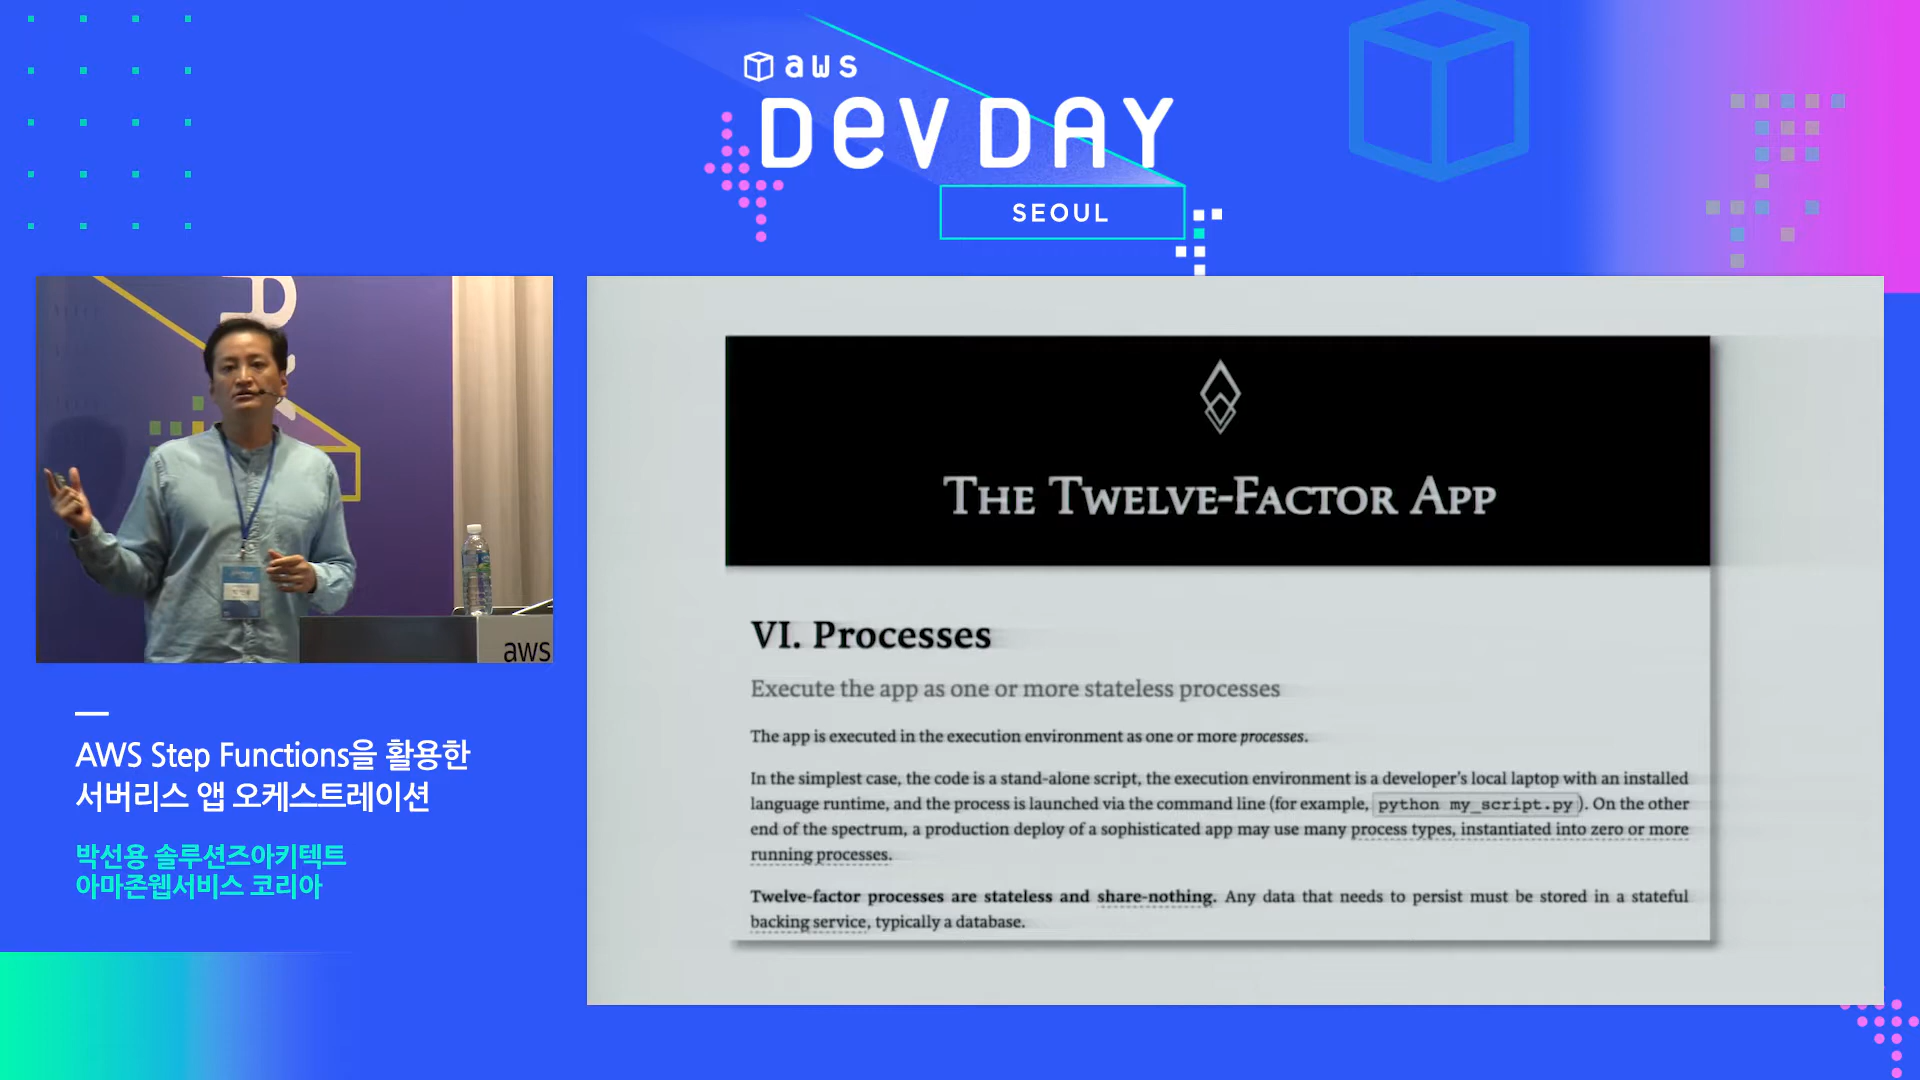 aws
DEV DAY
SEOUL
aws
AWS Step Functions을 활용한
서버리스 앱 오케스트레이션
박선용 솔루션즈아키텍트
아마존웹서비스 코리아
THE TWELVE-FACTOR APP
VI. Processes
Execute the app as one or more stateless processes
The app is executed in the execution environment as one or more processes.
In the simplest case, the code is a stand-alone script, the execution environment is a developer's local laptop with an installed
language runtime, and the process is launched via the command line (for example, python my_script.py). On the other
end of the spectrum, a production deploy of a sophisticated app may use many process types, instantiated into zero or more
running processes.
Twelve-factor processes are stateless and share-nothing. Any data that needs to persist must be stored in a stateful
backing service, typically a database.